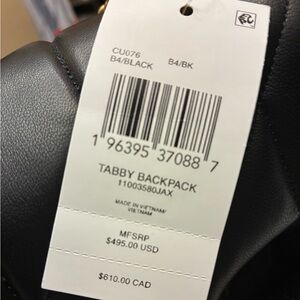 CU076
B4/BLACK B4/BK
1 96395 37088 7
TABBY BACKPACK
11003580JAX
MADE IN VIETNAM/
VIETNAM
MFSRP
$495.00 USD
$610.00 CAD